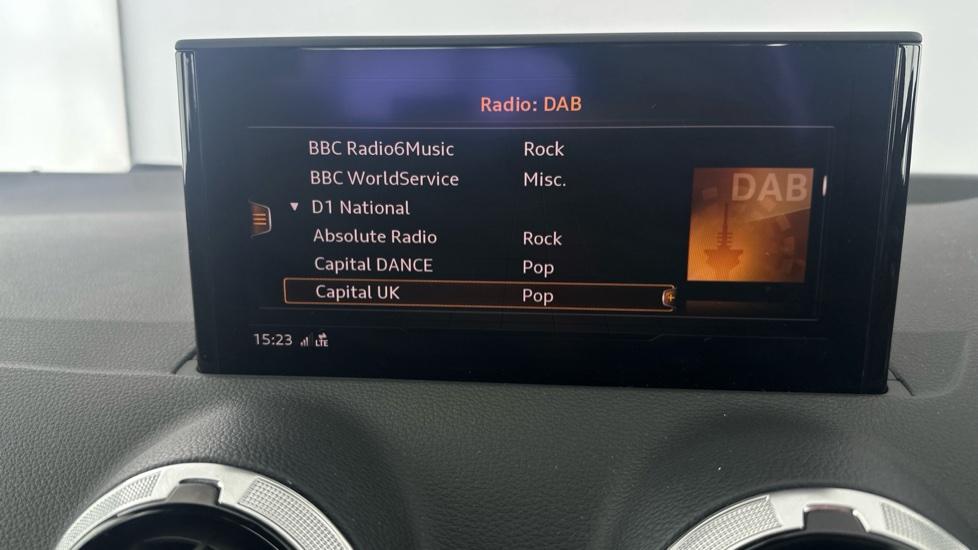 Radio: DAB
BBC Radio6Music Rock
BBC WorldService Misc.
D1 National
Absolute Radio Rock
Capital DANCE Pop
Capital UK Pop
DAB
15:23 LTE